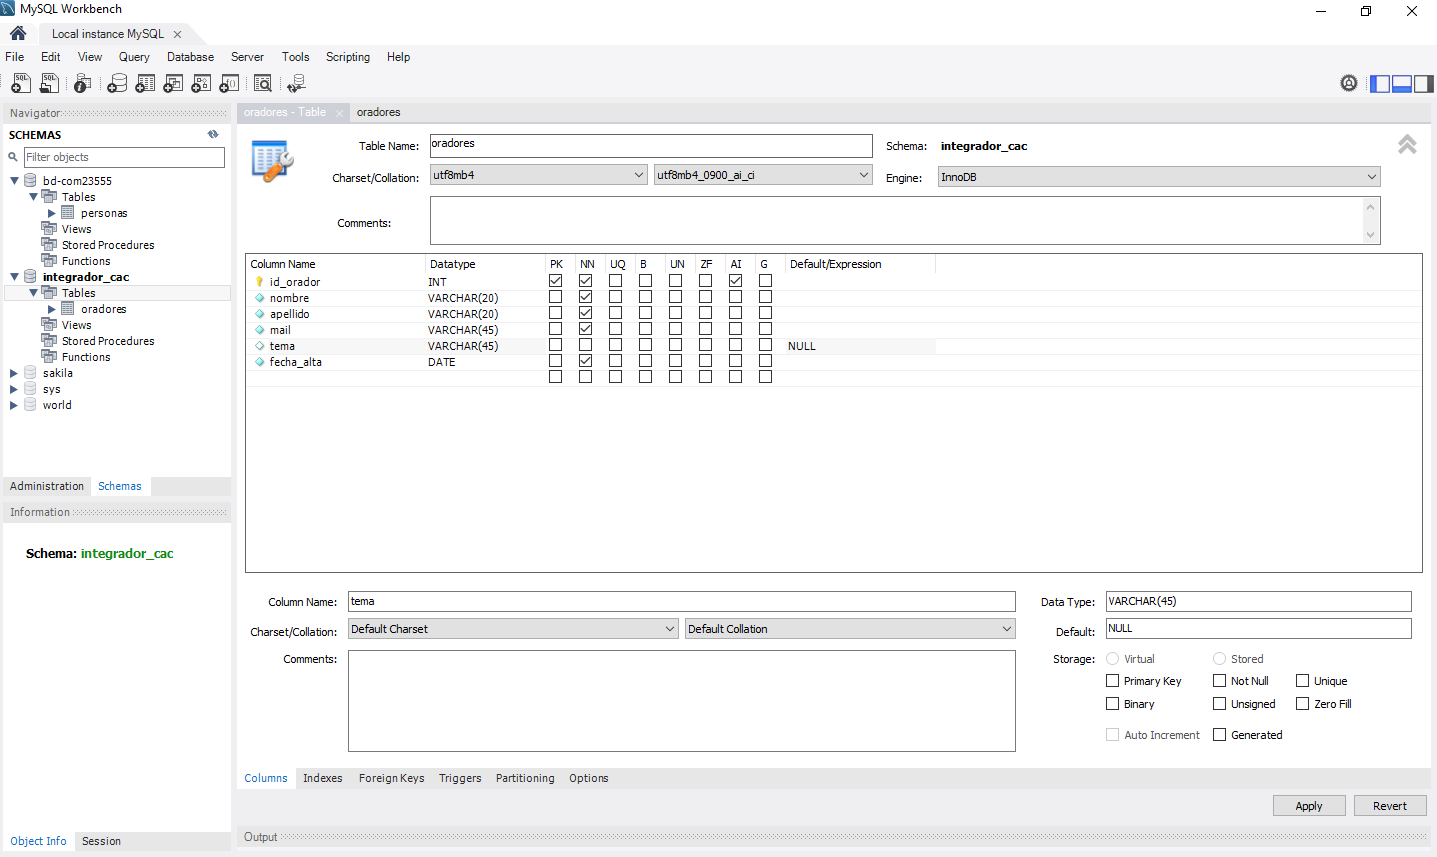 MySQL Workbench
Local instance MySQL
File Edit View Query Database Server Tools Scripting Help
Navigator
SCHEMAS
Filter objects
bd-com23555
Tables
personas
Views
Stored Procedures
Functions
integrador_cac
Tables
oradores
Views
Stored Procedures
Functions
sakila
sys
world
Administration Schemas
Information
Schema: integrador_cac
Object Info Session
oradores - Table oradores
Table Name: oradores Schema: integrador_cac
Charset/Collation: utf8mb4 utf8mb4_0900_ai_ci Engine: InnoDB
Comments:
Column Name Datatype PK NN UQ B UN ZF AI G Default/Expression
id_orador INT
nombre VARCHAR(20)
apellido VARCHAR(20)
mail VARCHAR(45)
tema VARCHAR(45) NULL
fecha_alta DATE
Column Name: tema Data Type: VARCHAR(45)
Charset/Collation: Default Charset Default Collation Default: NULL
Comments: Storage: Virtual Stored
Primary Key Not Null Unique
Binary Unsigned Zero Fill
Auto Increment Generated
Columns Indexes Foreign Keys Triggers Partitioning Options
Apply Revert
Output